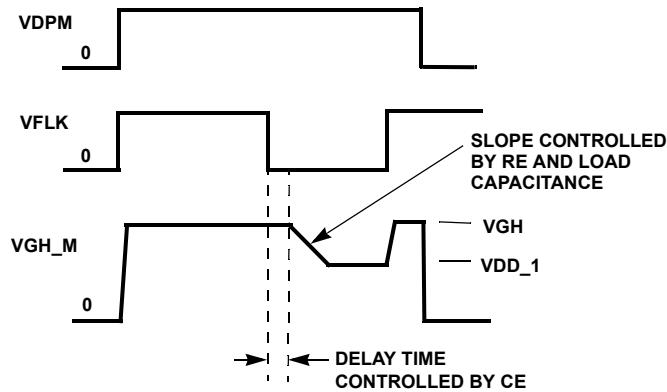 VDPM
0
VFLK
0
SLOPE CONTROLLED
BY RE AND LOAD
CAPACITANCE
VGH_M
VGH
VDD_1
0
DELAY TIME
CONTROLLED BY CE